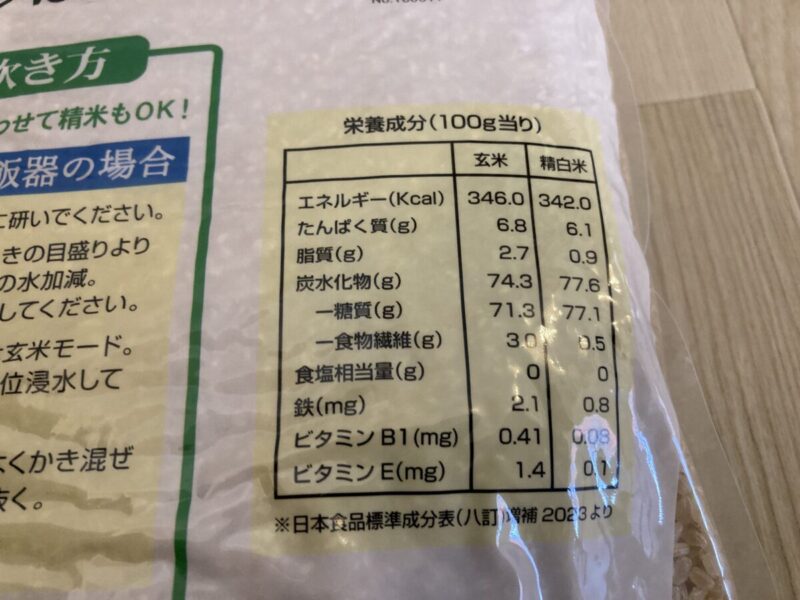 炊き方
わせて精米もOK!
飯器の場合
に研いでください。
きの目盛りより
の水加減。
してください。
玄米モード。
位浸水して
よくかき混ぜ
抜く。
栄養成分(100g当り)
玄米 精白米
エネルギー(Kcal) 346.0 342.0
たんぱく質(g) 6.8 6.1
脂質(g) 2.7 0.9
炭水化物(g) 74.3 77.6
ー糖質(g) 71.3 77.1
ー食物繊維(g) 3.0 0.5
食塩相当量(g) 0 0
鉄(mg) 2.1 0.8
ビタミンB1(mg) 0.41 0.08
ビタミンE(mg) 1.4 0.1
※日本食品標準成分表(八訂)増補2023より